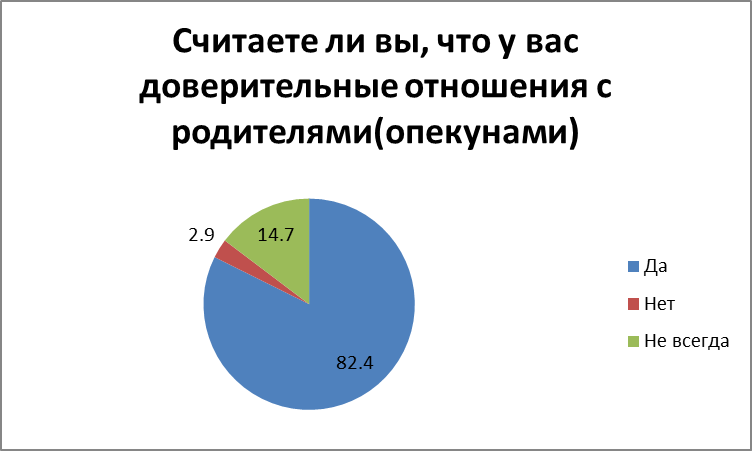 Считаете ли вы, что у вас
доверительные отношения с
родителями(опекунами)
2.9
14.7
82.4
Да
Нет
Не всегда